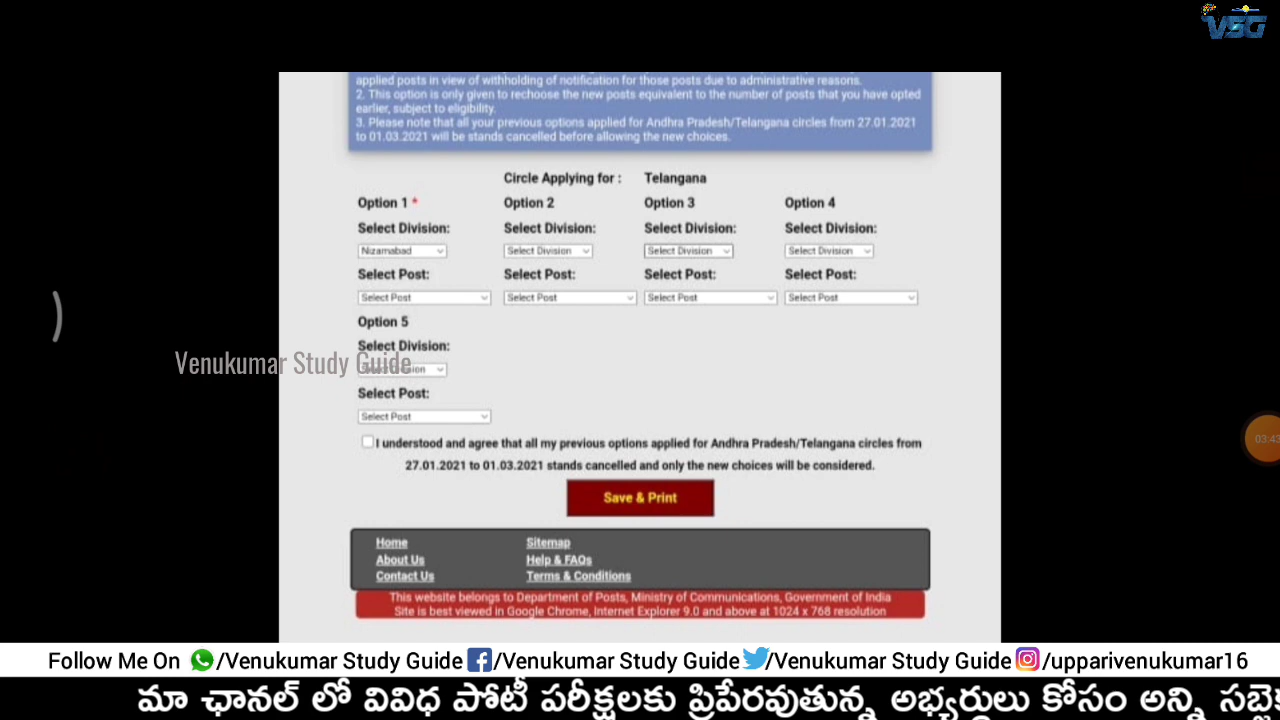 VSG
applied posts in view of withholding of notification for those posts due to administrative reasons.
2. This option is only given to rechoose the new posts equivalent to the number of posts that you have opted
earlier, subject to eligibility.
3. Please note that all your previous options applied for Andhra Pradesh/Telangana circles from 27.01.2021
to 01.03.2021 will be stands cancelled before allowing the new choices.
Circle Applying for : Telangana
Option 1 * Option 2 Option 3 Option 4
Select Division: Select Division: Select Division: Select Division:
Nizamabad Select Division Select Division Select Division
Select Post: Select Post: Select Post: Select Post:
Select Post Select Post Select Post Select Post
Option 5
Select Division:
Venukumar Study Guide
Select Division
Select Post:
Select Post
I understood and agree that all my previous options applied for Andhra Pradesh/Telangana circles from
27.01.2021 to 01.03.2021 stands cancelled and only the new choices will be considered.
03:43
Save & Print
Home Sitemap
About Us Help & FAQs
Contact Us Terms & Conditions
This website belongs to Department of Posts, Ministry of Communications, Government of India
Site is best viewed in Google Chrome, Internet Explorer 9.0 and above at 1024 x 768 resolution
Follow Me On /Venukumar Study Guide /Venukumar Study Guide /Venukumar Study Guide /upparivenukumar16
మా ఛానల్ లో వివిధ పోటీ పరీక్షలకు ప్రిపేరవుతున్న అభ్యర్థులు కోసం అన్ని